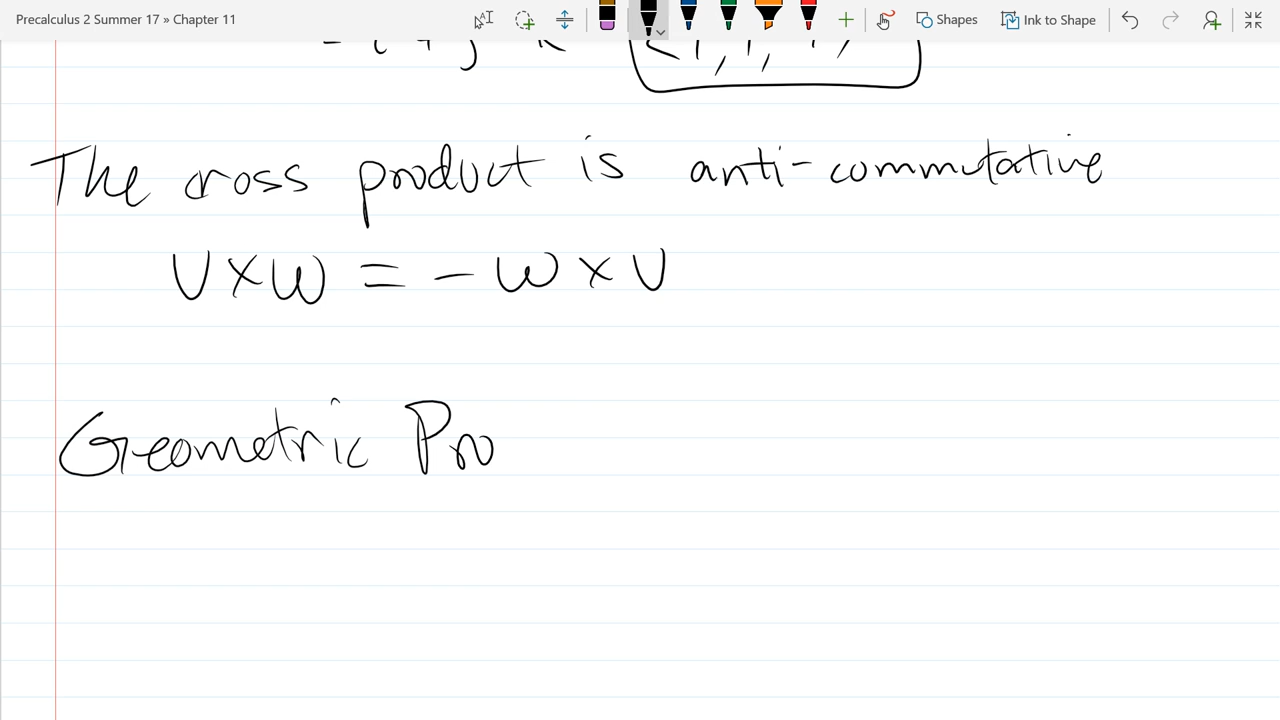 Precalculus 2 Summer 17 » Chapter 11
Shapes
Ink to Shape
The cross product is anti-commutative
V × W = - W × V
Geometric Pro